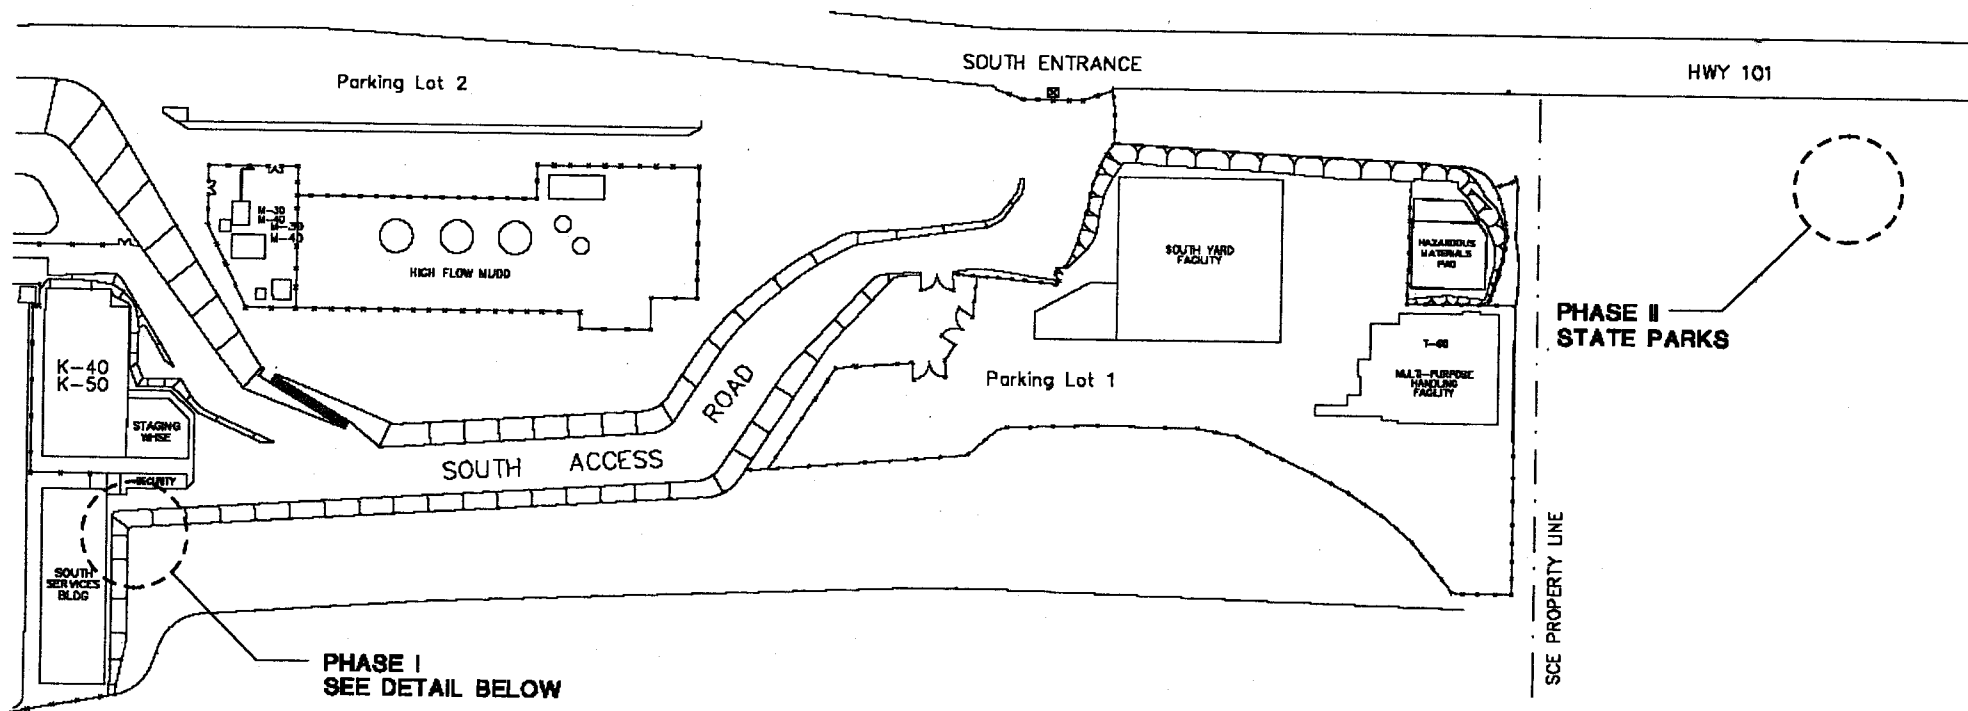 SOUTH ENTRANCE
HWY 101
Parking Lot 2
M-30
M-40
M-30
M-40
HIGH FLOW MUDD
SOUTH YARD
FACILITY
HAZARDOUS
MATERIALS
PAD
PHASE II
STATE PARKS
K-40
K-50
STAGING
WHSE
SECURITY
SOUTH ACCESS
ROAD
Parking Lot 1
MULTI-PURPOSE
HANDLING
FACILITY
SOUTH
SERVICES
BLDG
PHASE I
SEE DETAIL BELOW
SCE PROPERTY LINE